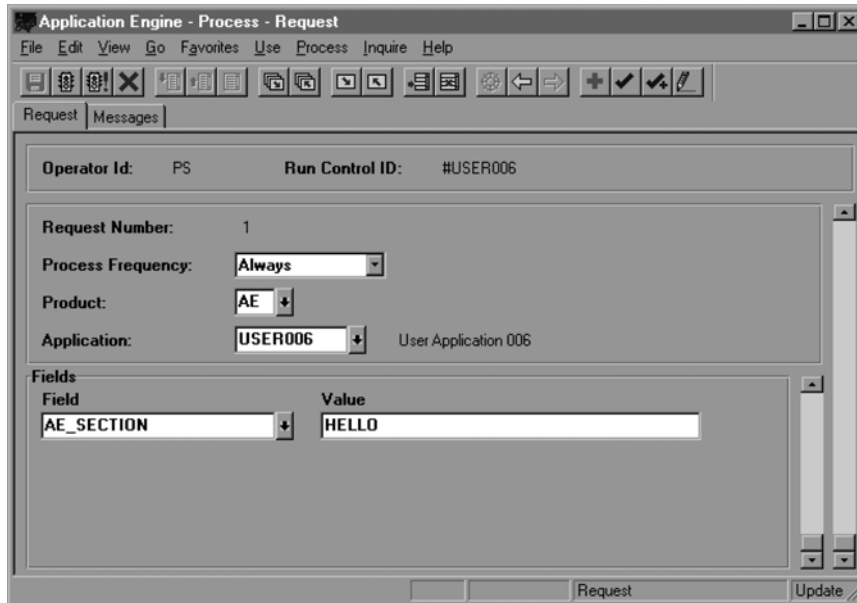 Application Engine - Process - Request
File Edit View Go Favorites Use Process Inquire Help
Request Messages
Operator Id: PS Run Control ID: #USER006
Request Number: 1
Process Frequency: Always
Product: AE
Application: USER006 User Application 006
Fields
Field Value
AE_SECTION HELLO
Request Update